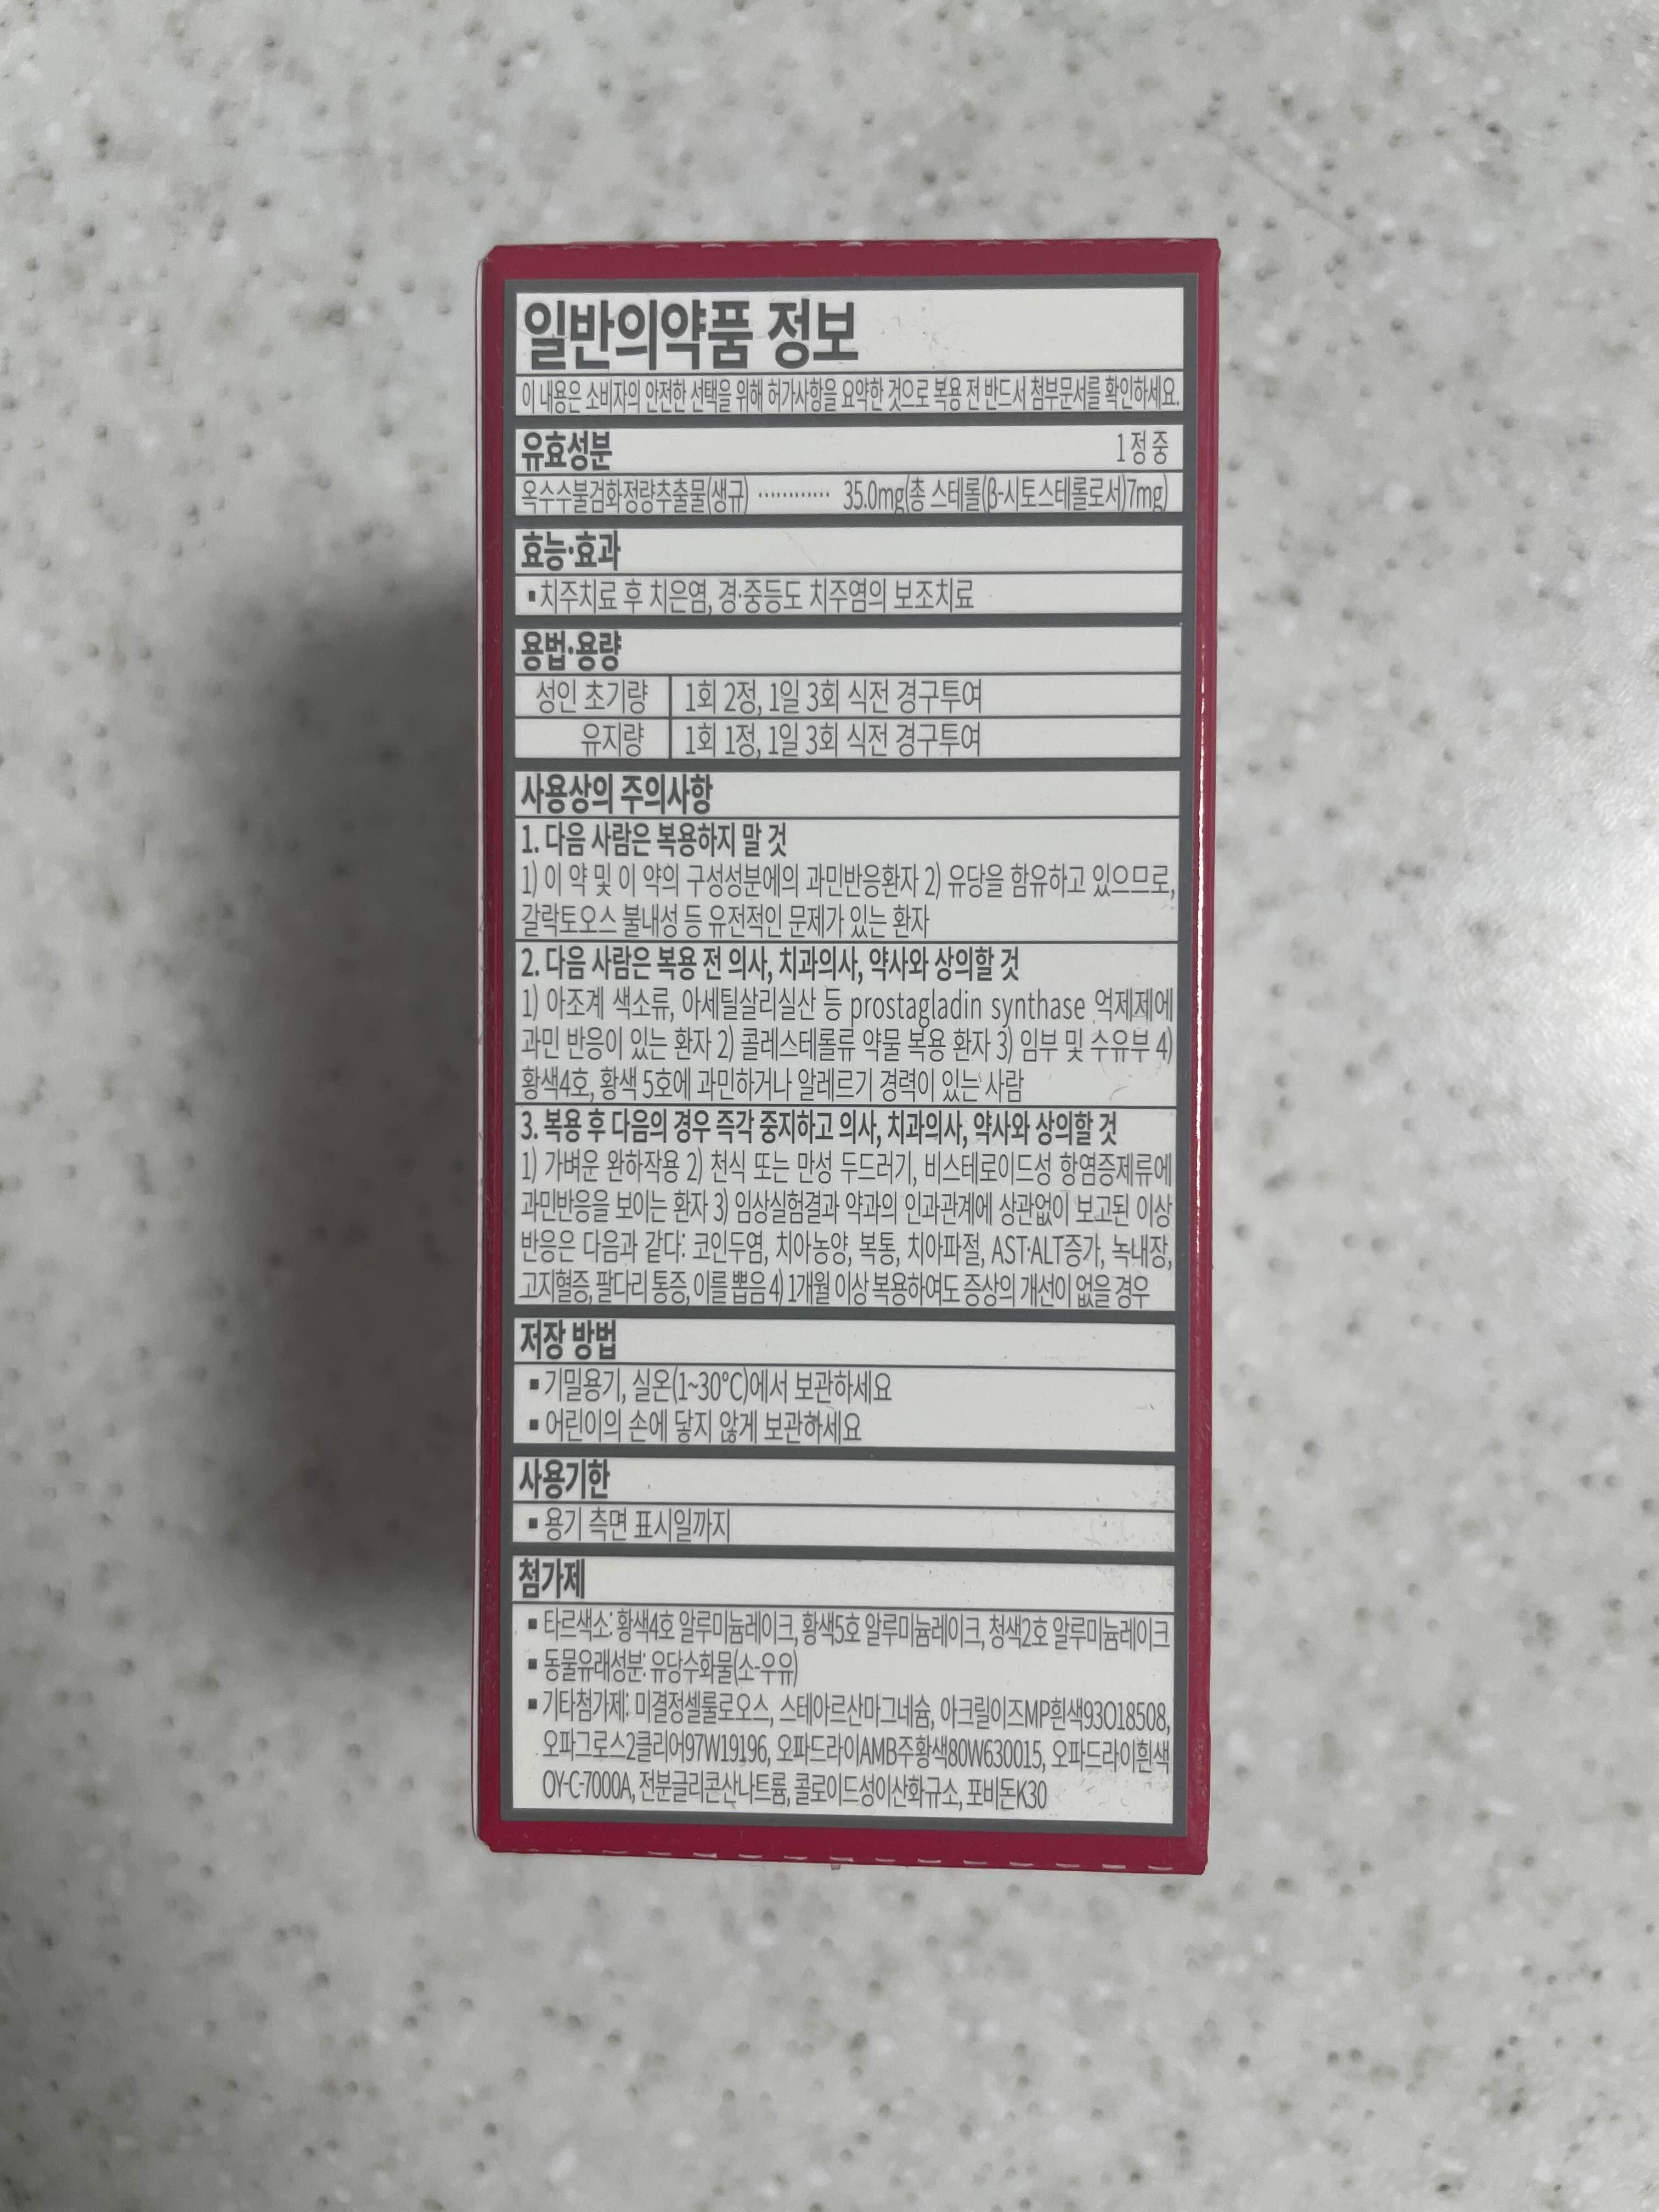 일반의약품 정보
이 내용은 소비자의 안전한 선택을 위해 허가사항을 요약한 것으로 복용 전 반드시 첨부문서를 확인하세요.
유효성분 1정 중
옥수수불검화정량추출물(생규) ············ 35.0mg(총 스테롤(β-시토스테롤로서)7mg)
효능·효과
▪ 치주치료 후 치은염, 경·중등도 치주염의 보조치료
용법·용량
성인 초기량 1회 2정, 1일 3회 식전 경구투여
유지량 1회 1정, 1일 3회 식전 경구투여
사용상의 주의사항
1. 다음 사람은 복용하지 말 것
1) 이 약 및 이 약의 구성성분에의 과민반응환자 2) 유당을 함유하고 있으므로,
갈락토오스 불내성 등 유전적인 문제가 있는 환자
2. 다음 사람은 복용 전 의사, 치과의사, 약사와 상의할 것
1) 아조계 색소류, 아세틸살리실산 등 prostagladin synthase 억제제에
과민 반응이 있는 환자 2) 콜레스테롤류 약물 복용 환자 3) 임부 및 수유부 4)
황색4호, 황색 5호에 과민하거나 알레르기 경력이 있는 사람
3. 복용 후 다음의 경우 즉각 중지하고 의사, 치과의사, 약사와 상의할 것
1) 가벼운 완하작용 2) 천식 또는 만성 두드러기, 비스테로이드성 항염증제류에
과민반응을 보이는 환자 3) 임상실험결과 약과의 인과관계에 상관없이 보고된 이상
반응은 다음과 같다: 코인두염, 치아농양, 복통, 치아파절, AST·ALT증가, 녹내장,
고지혈증, 팔다리 통증, 이를 뽑음 4) 1개월 이상 복용하여도 증상의 개선이 없을 경우
저장 방법
▪ 기밀용기, 실온(1~30°C)에서 보관하세요
▪ 어린이의 손에 닿지 않게 보관하세요
사용기한
▪ 용기 측면 표시일까지
첨가제
▪ 타르색소: 황색4호 알루미늄레이크, 황색5호 알루미늄레이크, 청색2호 알루미늄레이크
▪ 동물유래성분: 유당수화물(소-우유)
▪ 기타첨가제: 미결정셀룰로오스, 스테아르산마그네슘, 아크릴이즈MP흰색93O18508,
오파그로스2클리어97W19196, 오파드라이AMB주황색80W630015, 오파드라이흰색
OY-C-7000A, 전분글리콘산나트륨, 콜로이드성이산화규소, 포비돈K30